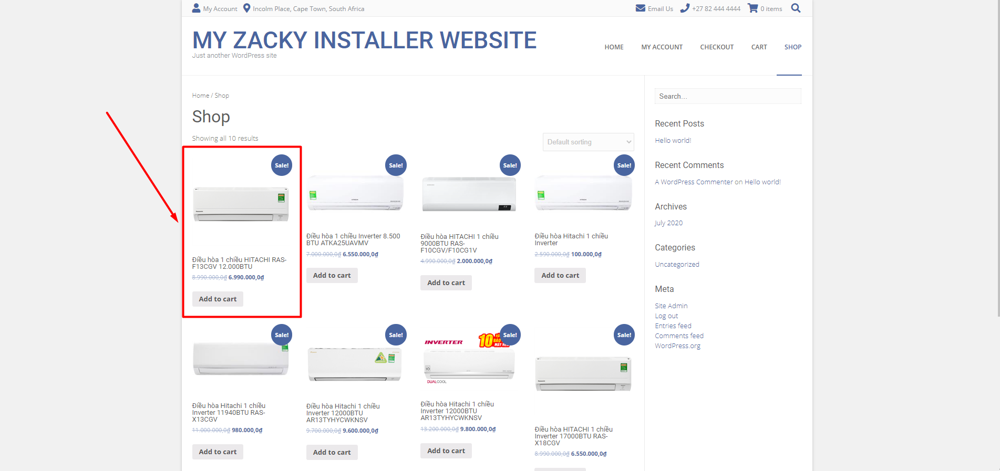 My Account
Incolm Place, Cape Town, South Africa
Email Us
+27 82 444 4444
0 items
MY ZACKY INSTALLER WEBSITE
Just another WordPress site
HOME
MY ACCOUNT
CHECKOUT
CART
SHOP
Home / Shop
Shop
Showing all 10 results
Default sorting
Sale!
Điều hòa 1 chiều HITACHI RAS-
F13CGV 12.000BTU
8.990.000,0₫ 6.990.000,0₫
Add to cart
Sale!
Điều hòa 1 chiều Inverter 8.500
BTU ATKA25UAVMV
7.000.000,0₫ 6.550.000,0₫
Add to cart
Sale!
Điều hòa HITACHI 1 chiều
9000BTU RAS-
F10CGV/F10CG1V
4.990.000,0₫ 2.000.000,0₫
Add to cart
Sale!
Điều hòa Hitachi 1 chiều
Inverter
2.590.000,0₫ 100.000,0₫
Add to cart
Sale!
Điều hòa Hitachi 1 chiều
Inverter 11940BTU RAS-
X13CGV
11.000.000,0₫ 980.000,0₫
Add to cart
Sale!
Điều hòa Hitachi 1 chiều
Inverter 12000BTU
AR13TYHYCWKNSV
9.700.000,0₫ 9.600.000,0₫
Add to cart
INVERTER
10
Sale!
MÁY NÉN
DUALCOOL
Điều hòa Hitachi 1 chiều
Inverter 12000BTU
AR13TYHYCWKNSV
13.200.000,0₫ 9.800.000,0₫
Add to cart
Sale!
Điều hòa HITACHI 1 chiều
Inverter 17000BTU RAS-
X18CGV
8.990.000,0₫ 6.550.000,0₫
Search...
Recent Posts
Hello world!
Recent Comments
A WordPress Commenter on Hello world!
Archives
July 2020
Categories
Uncategorized
Meta
Site Admin
Log out
Entries feed
Comments feed
WordPress.org